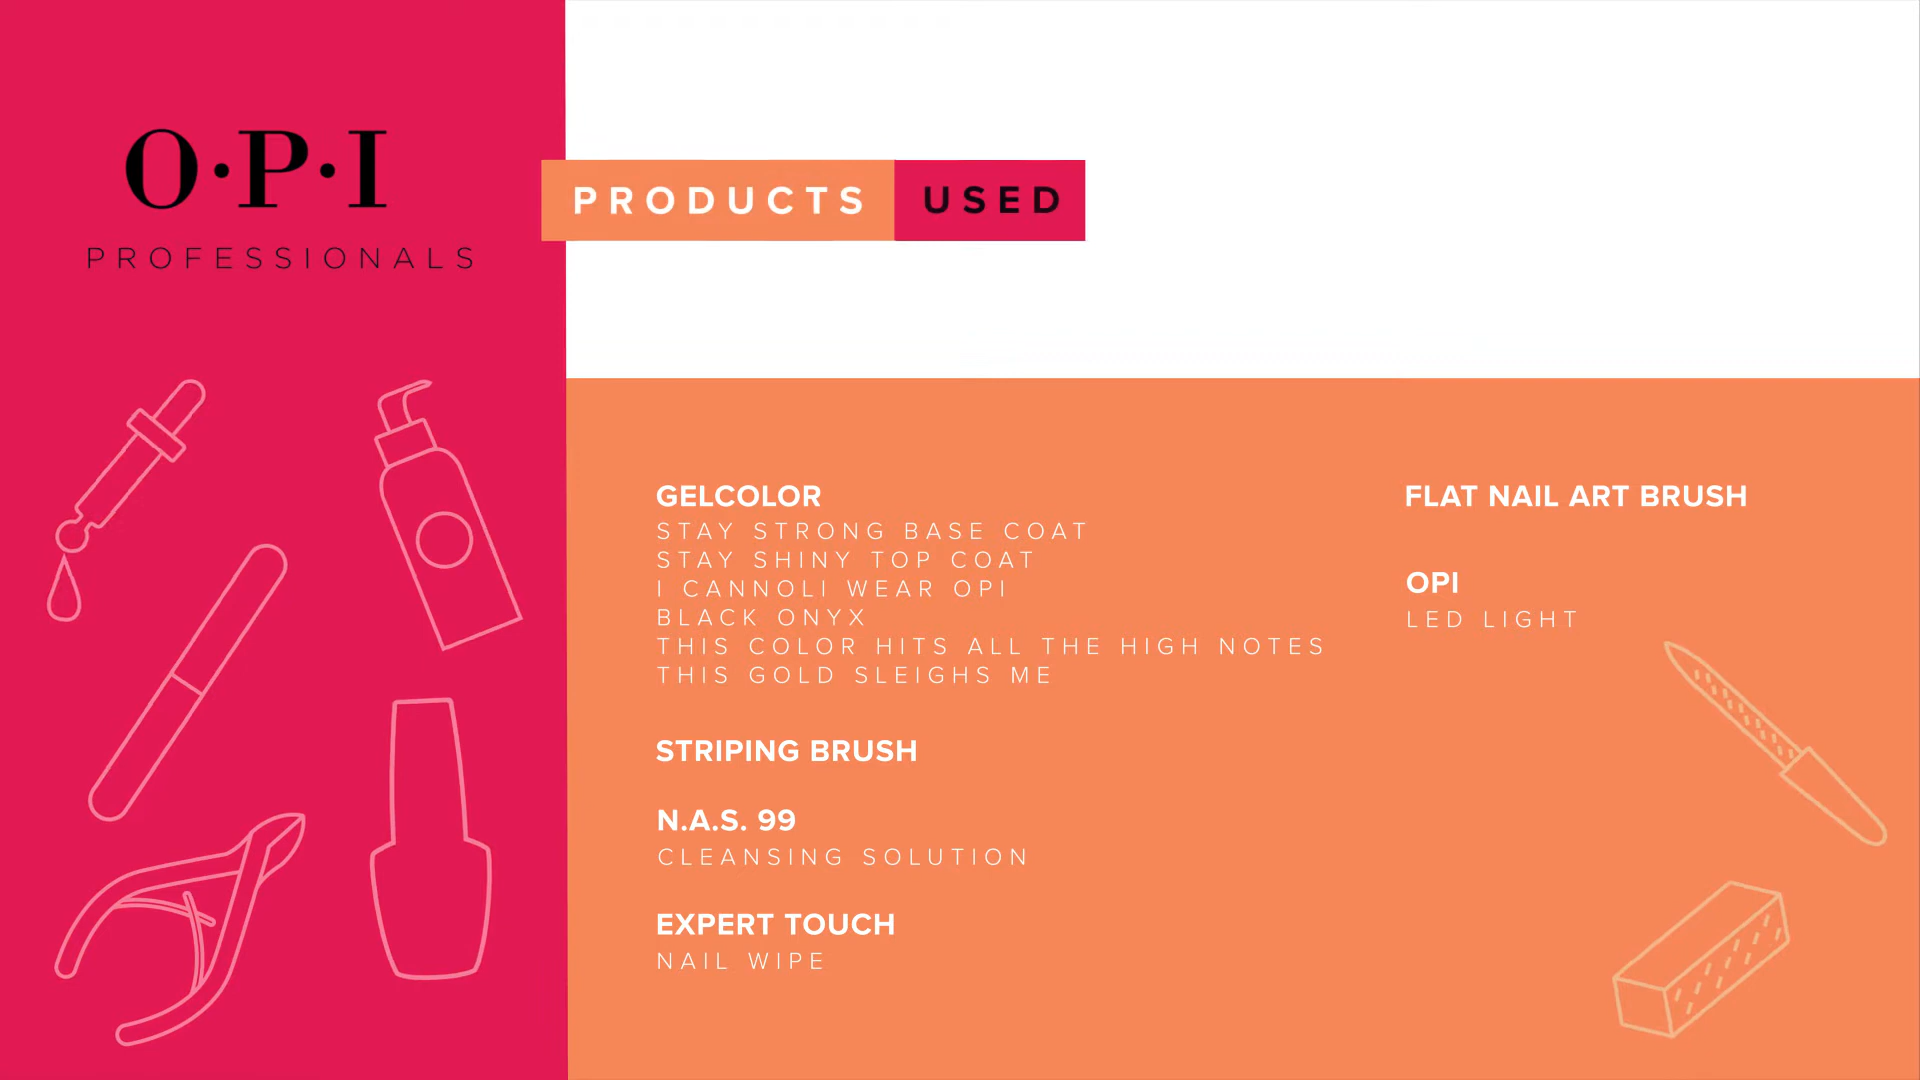 O·P·I
PROFESSIONALS
PRODUCTS USED
GELCOLOR
STAY STRONG BASE COAT
STAY SHINY TOP COAT
I CANNOLI WEAR OPI
BLACK ONYX
THIS COLOR HITS ALL THE HIGH NOTES
THIS GOLD SLEIGHS ME
STRIPING BRUSH
N.A.S. 99
CLEANSING SOLUTION
EXPERT TOUCH
NAIL WIPE
FLAT NAIL ART BRUSH
OPI
LED LIGHT